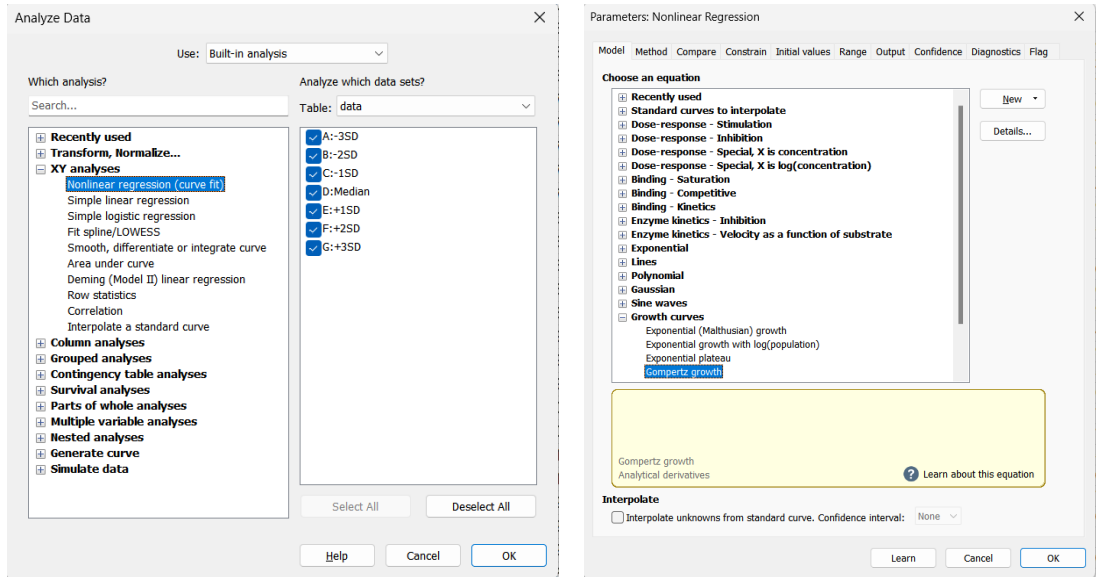 Analyze Data
Use: Built-in analysis
Which analysis?
Search...
Recently used
Transform, Normalize...
XY analyses
Nonlinear regression (curve fit)
Simple linear regression
Simple logistic regression
Fit spline/LOWESS
Smooth, differentiate or integrate curve
Area under curve
Deming (Model II) linear regression
Row statistics
Correlation
Interpolate a standard curve
Column analyses
Grouped analyses
Contingency table analyses
Survival analyses
Parts of whole analyses
Multiple variable analyses
Nested analyses
Generate curve
Simulate data
Analyze which data sets?
Table: data
A:-3SD
B:-2SD
C:-1SD
D:Median
E:+1SD
F:+2SD
G:+3SD
Select All Deselect All
Help Cancel OK
Parameters: Nonlinear Regression
Model Method Compare Constrain Initial values Range Output Confidence Diagnostics Flag
Choose an equation
Recently used
Standard curves to interpolate
Dose-response - Stimulation
Dose-response - Inhibition
Dose-response - Special, X is concentration
Dose-response - Special, X is log(concentration)
Binding - Saturation
Binding - Competitive
Binding - Kinetics
Enzyme kinetics - Inhibition
Enzyme kinetics - Velocity as a function of substrate
Exponential
Lines
Polynomial
Gaussian
Sine waves
Growth curves
Exponential (Malthusian) growth
Exponential growth with log(population)
Exponential plateau
Gompertz growth
New
Details...
Gompertz growth
Analytical derivatives
? Learn about this equation
Interpolate
Interpolate unknowns from standard curve. Confidence interval: None
Learn Cancel OK